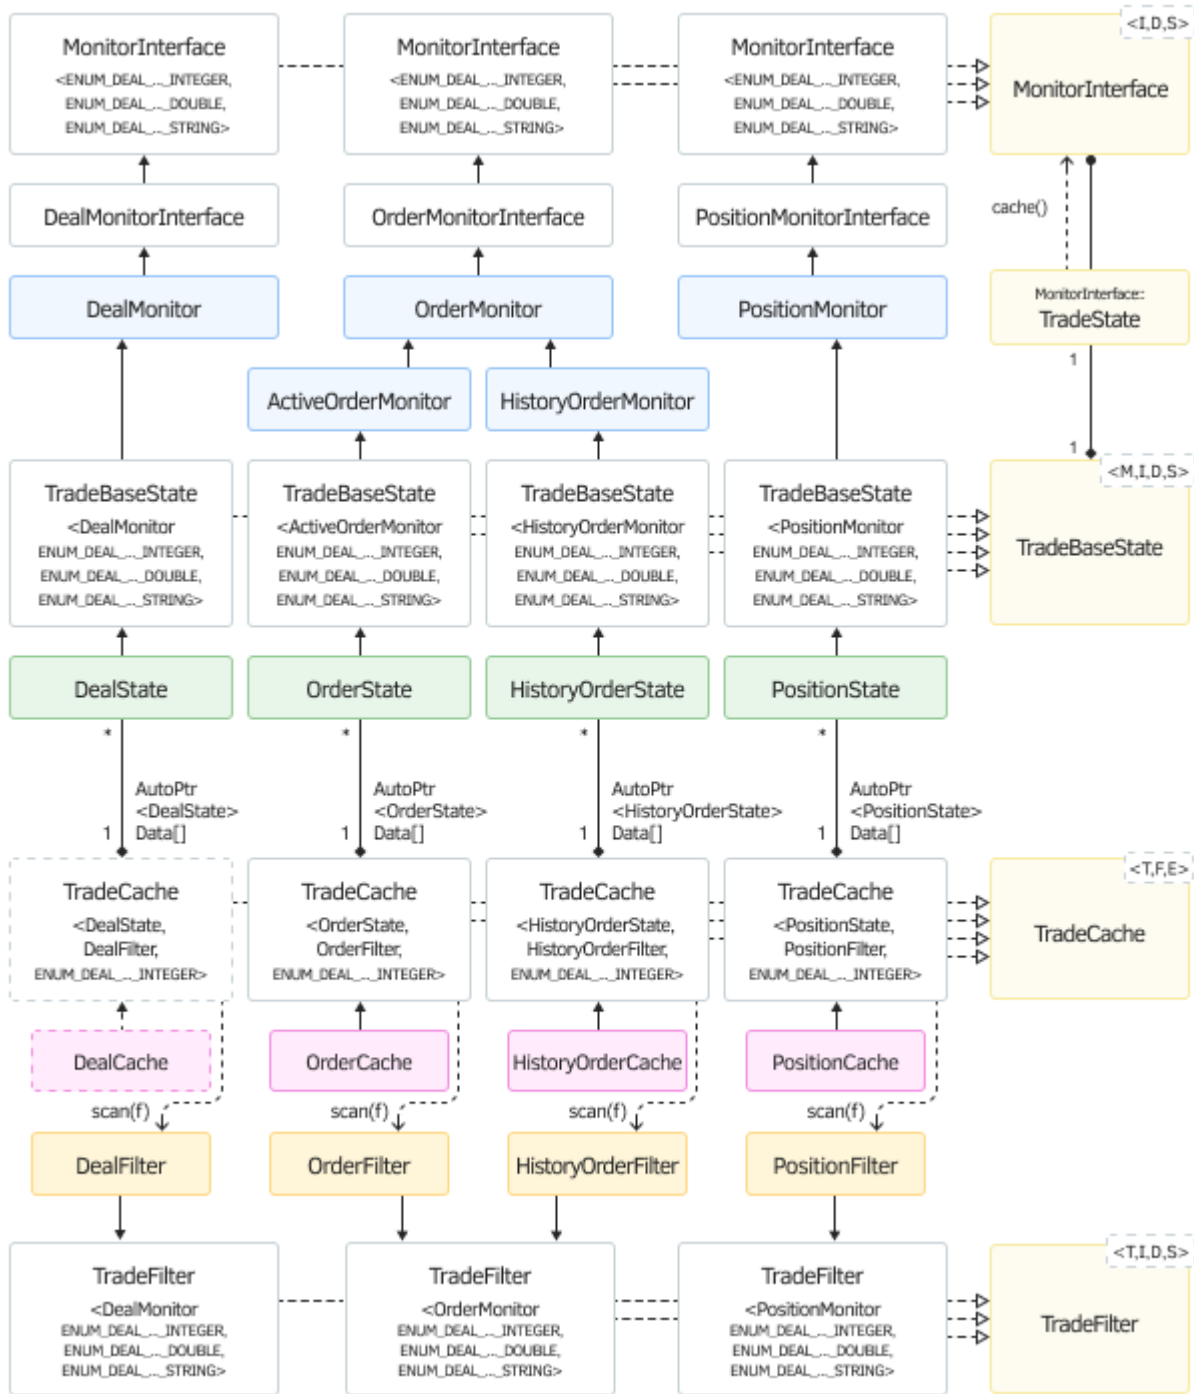 <I,D,S>
MonitorInterface
<ENUM_DEAL_..._INTEGER,
ENUM_DEAL_..._DOUBLE,
ENUM_DEAL_..._STRING>
MonitorInterface
<ENUM_DEAL_..._INTEGER,
ENUM_DEAL_..._DOUBLE,
ENUM_DEAL_..._STRING>
MonitorInterface
<ENUM_DEAL_..._INTEGER,
ENUM_DEAL_..._DOUBLE,
ENUM_DEAL_..._STRING>
MonitorInterface
DealMonitorInterface
OrderMonitorInterface
PositionMonitorInterface
cache()
DealMonitor
OrderMonitor
PositionMonitor
MonitorInterface::
TradeState
1
ActiveOrderMonitor
HistoryOrderMonitor
1
<M,I,D,S>
TradeBaseState
<DealMonitor
ENUM_DEAL_..._INTEGER,
ENUM_DEAL_..._DOUBLE,
ENUM_DEAL_..._STRING>
TradeBaseState
<ActiveOrderMonitor
ENUM_DEAL_..._INTEGER,
ENUM_DEAL_..._DOUBLE,
ENUM_DEAL_..._STRING>
TradeBaseState
<HistoryOrderMonitor
ENUM_DEAL_..._INTEGER,
ENUM_DEAL_..._DOUBLE,
ENUM_DEAL_..._STRING>
TradeBaseState
<PositionMonitor
ENUM_DEAL_..._INTEGER,
ENUM_DEAL_..._DOUBLE,
ENUM_DEAL_..._STRING>
TradeBaseState
DealState
OrderState
HistoryOrderState
PositionState
*
AutoPtr
<DealState>
1 Data[]
*
AutoPtr
<OrderState>
1 Data[]
*
AutoPtr
<HistoryOrderState>
1 Data[]
*
AutoPtr
<PositionState>
1 Data[]
<T,F,E>
TradeCache
<DealState,
DealFilter,
ENUM_DEAL_..._INTEGER>
TradeCache
<OrderState,
OrderFilter,
ENUM_DEAL_..._INTEGER>
TradeCache
<HistoryOrderState,
HistoryOrderFilter,
ENUM_DEAL_..._INTEGER>
TradeCache
<PositionState,
PositionFilter,
ENUM_DEAL_..._INTEGER>
TradeCache
DealCache
OrderCache
HistoryOrderCache
PositionCache
scan(f)
scan(f)
scan(f)
scan(f)
DealFilter
OrderFilter
HistoryOrderFilter
PositionFilter
<T,I,D,S>
TradeFilter
<DealMonitor
ENUM_DEAL_..._INTEGER,
ENUM_DEAL_..._DOUBLE,
ENUM_DEAL_..._STRING>
TradeFilter
<OrderMonitor
ENUM_DEAL_..._INTEGER,
ENUM_DEAL_..._DOUBLE,
ENUM_DEAL_..._STRING>
TradeFilter
<PositionMonitor
ENUM_DEAL_..._INTEGER,
ENUM_DEAL_..._DOUBLE,
ENUM_DEAL_..._STRING>
TradeFilter